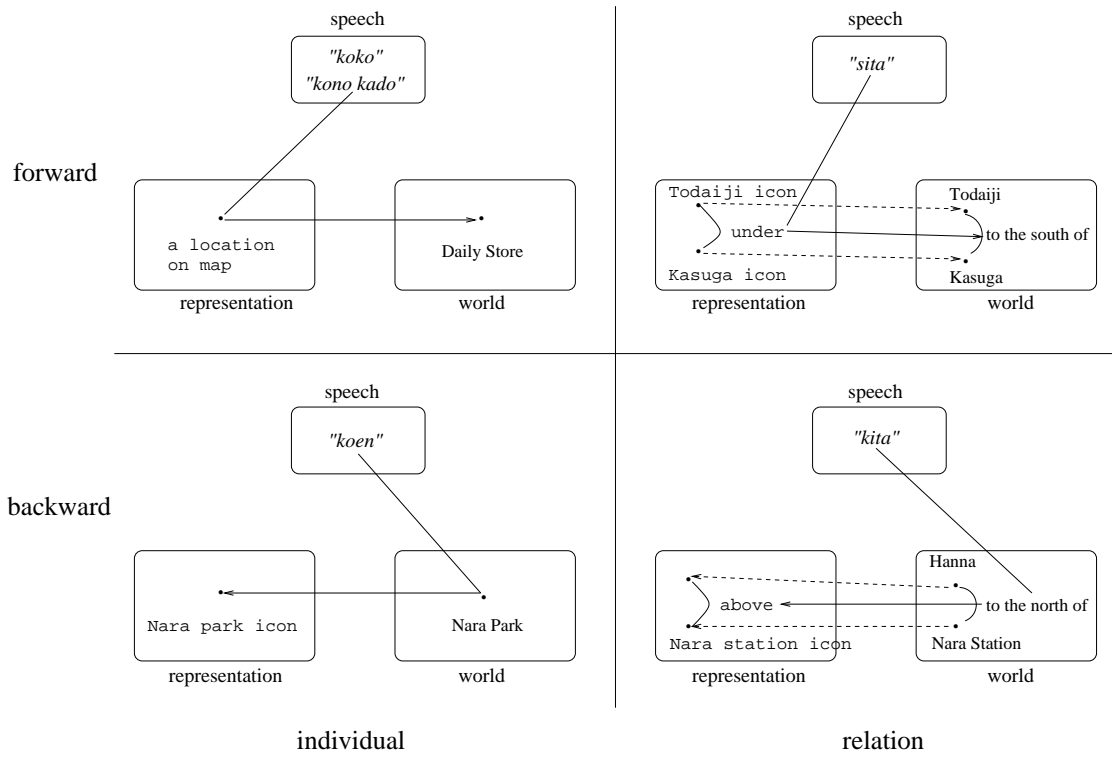 speech
"koko"
"kono kado"
forward
a location
on map
Daily Store
representation
world
speech
"sita"
Todaiji icon
under
Kasuga icon
Todaiji
to the south of
Kasuga
representation
world
speech
"koen"
backward
Nara park icon
Nara Park
representation
world
speech
"kita"
above
Nara station icon
Hanna
to the north of
Nara Station
representation
world
individual
relation